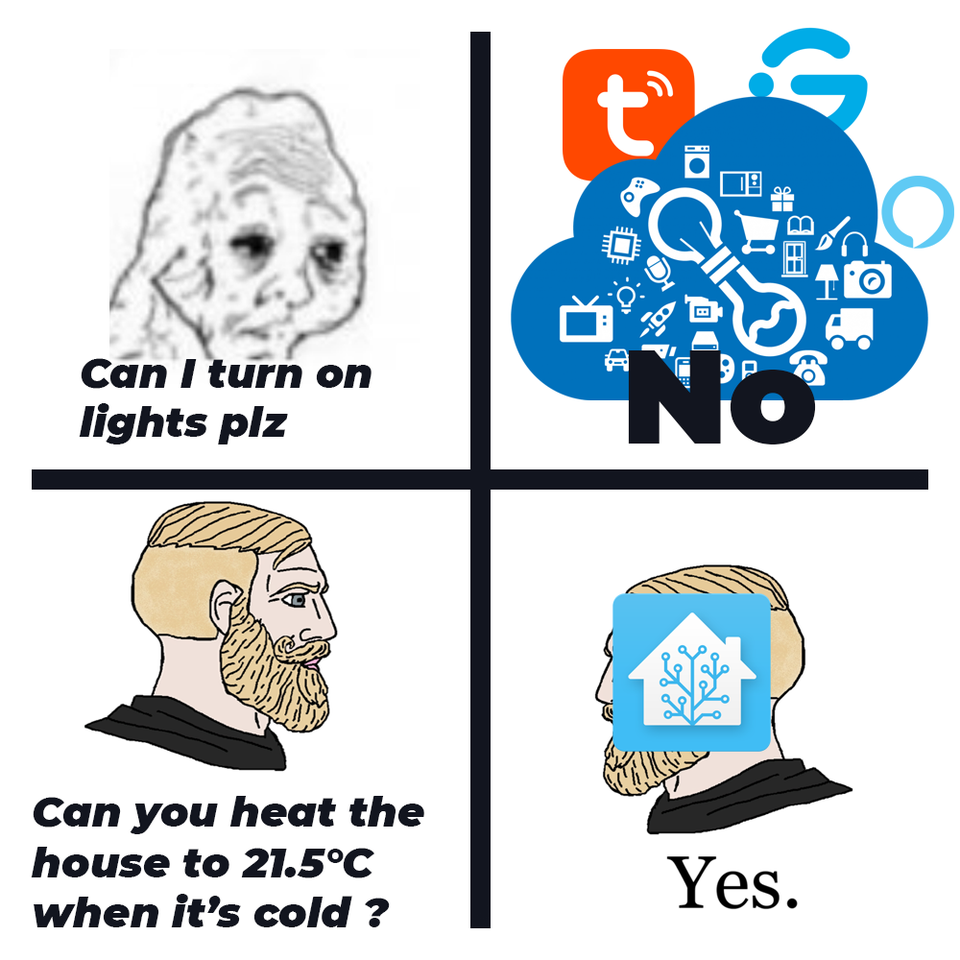 Can I turn on
lights plz
t
No
Can you heat the
house to 21.5°C
when it's cold ?
Yes.